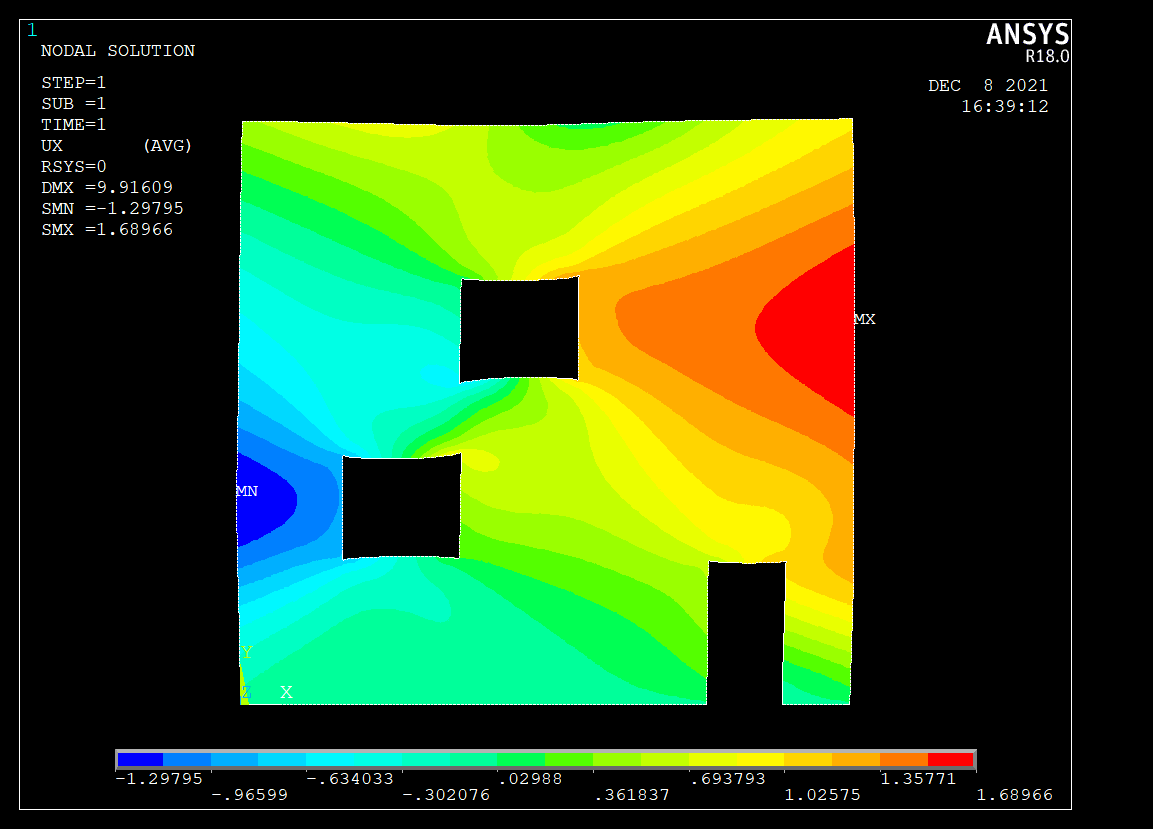 1
ANSYS
R18.0
NODAL SOLUTION
DEC  8 2021
16:39:12
STEP=1
SUB =1
TIME=1
UX       (AVG)
RSYS=0
DMX =9.91609
SMN =-1.29795
SMX =1.68966
MX
MN
Y
Z
X
-1.29795 -.634033 .02988 .693793 1.35771
-.96599 -.302076 .361837 1.02575 1.68966